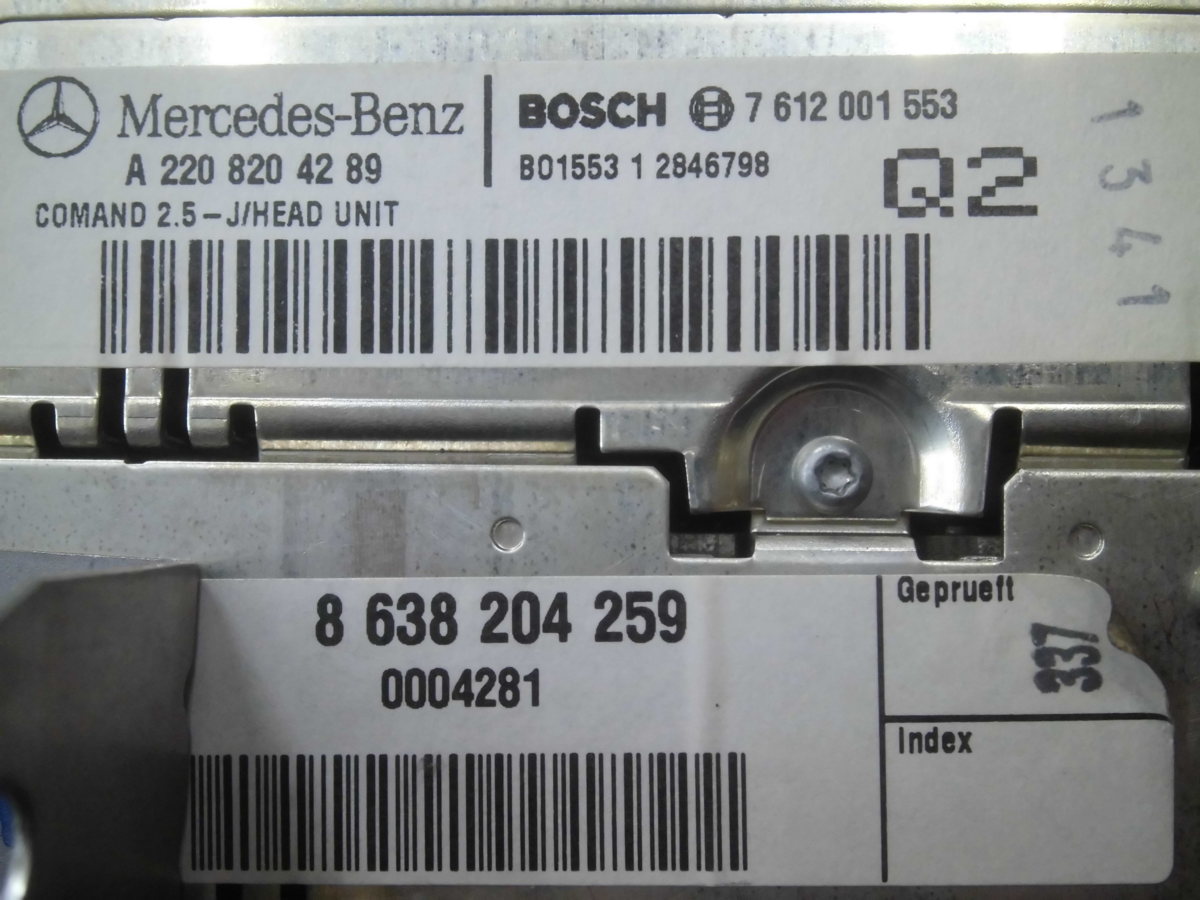 Mercedes-Benz
A 220 820 42 89
COMAND 2.5-J/HEAD UNIT
BOSCH 7 612 001 553
B01553 1 2846798
Q2
1341
8 638 204 259
0004281
Geprueft
337
Index